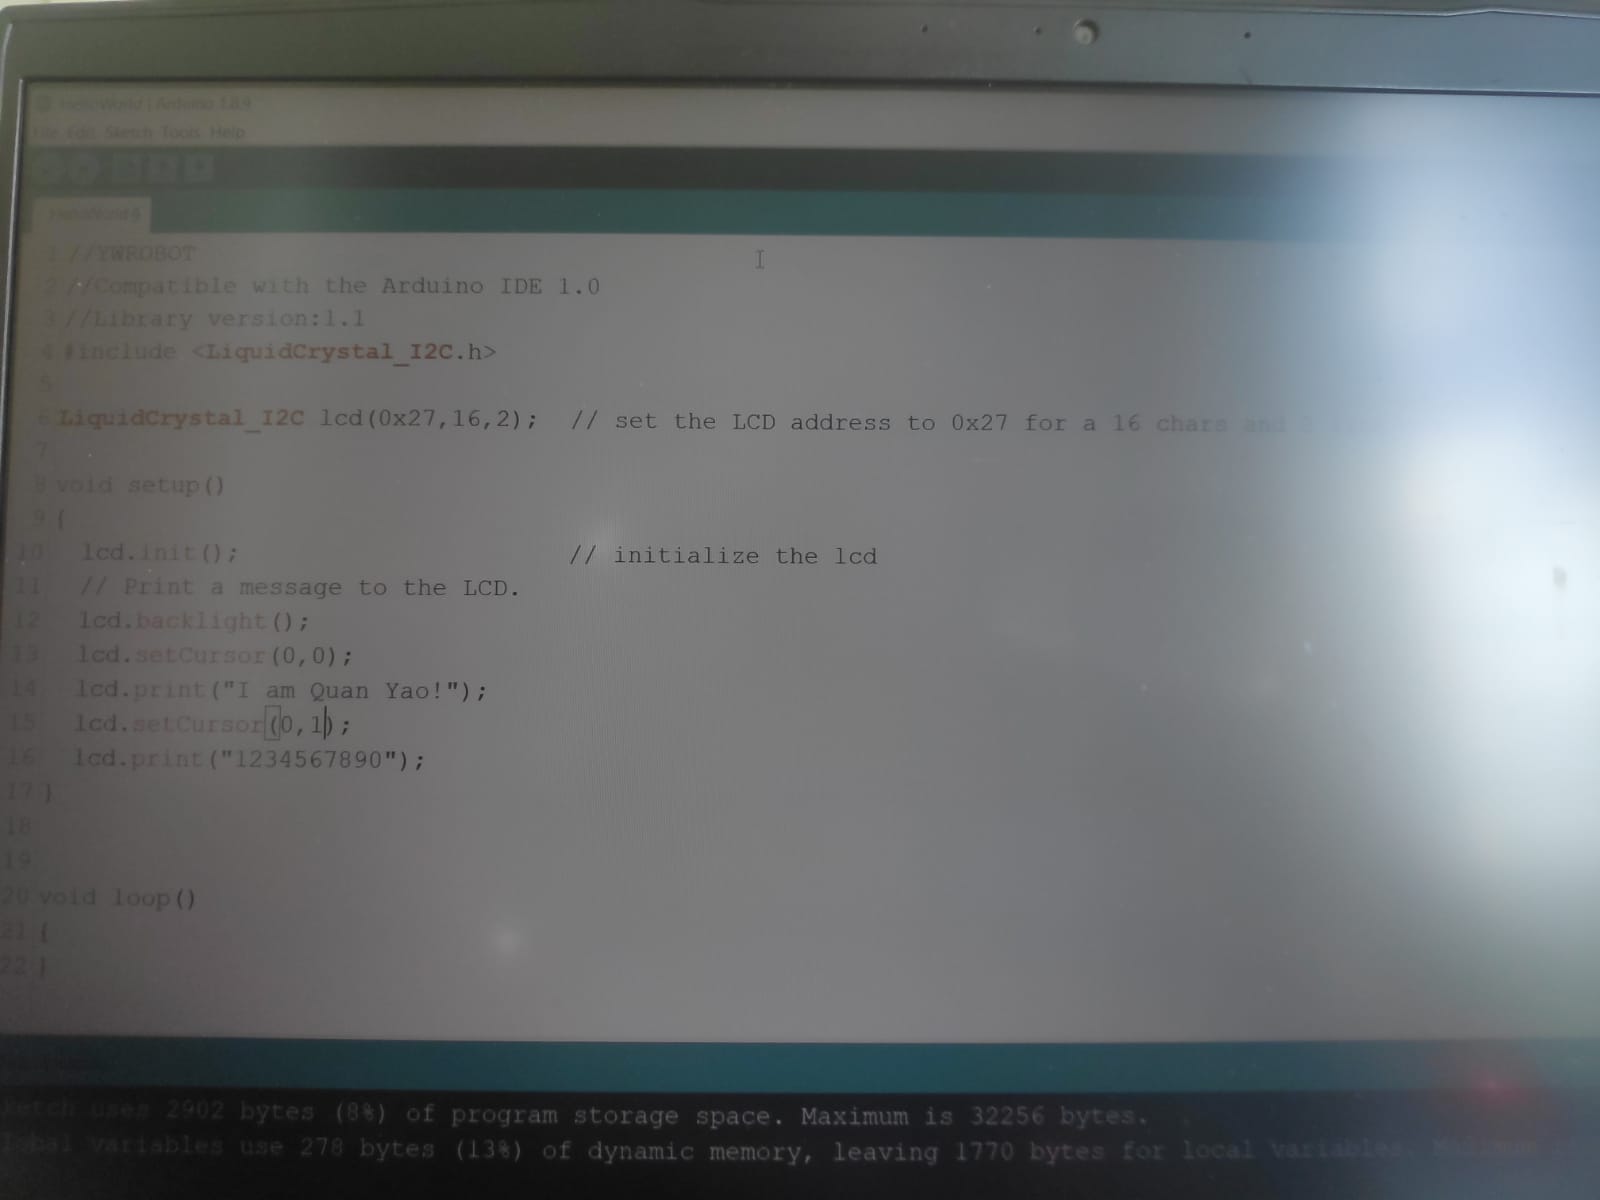 HelloWorld | Arduino 1.8.9
File Edit Sketch Tools Help
HelloWorld §
1 //YWROBOT
2 //Compatible with the Arduino IDE 1.0
3 //Library version:1.1
4 #include <LiquidCrystal_I2C.h>
5
6 LiquidCrystal_I2C lcd(0x27,16,2);  // set the LCD address to 0x27 for a 16 chars and
7
8 void setup()
9 {
10 lcd.init(); // initialize the lcd
11 // Print a message to the LCD.
12 lcd.backlight();
13 lcd.setCursor(0,0);
14 lcd.print("I am Quan Yao!");
15 lcd.setCursor(0,1);
16 lcd.print("1234567890");
17 }
18
19
20 void loop()
21 {
22 }
ketch uses 2902 bytes (8%) of program storage space. Maximum is 32256 bytes.
lobal variables use 278 bytes (13%) of dynamic memory, leaving 1770 bytes for local variables. Maximum